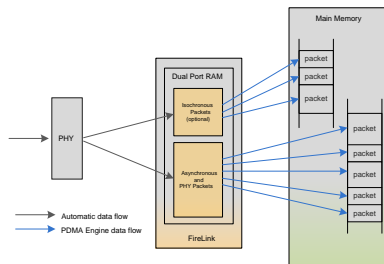 Main Memory
Dual Port RAM
packet
packet
Isochronous
Packets
(optional)
packet
PHY
packet
packet
Asynchronous
and
PHY Packets
packet
packet
packet
Automatic data flow
PDMA Engine data flow
FireLink